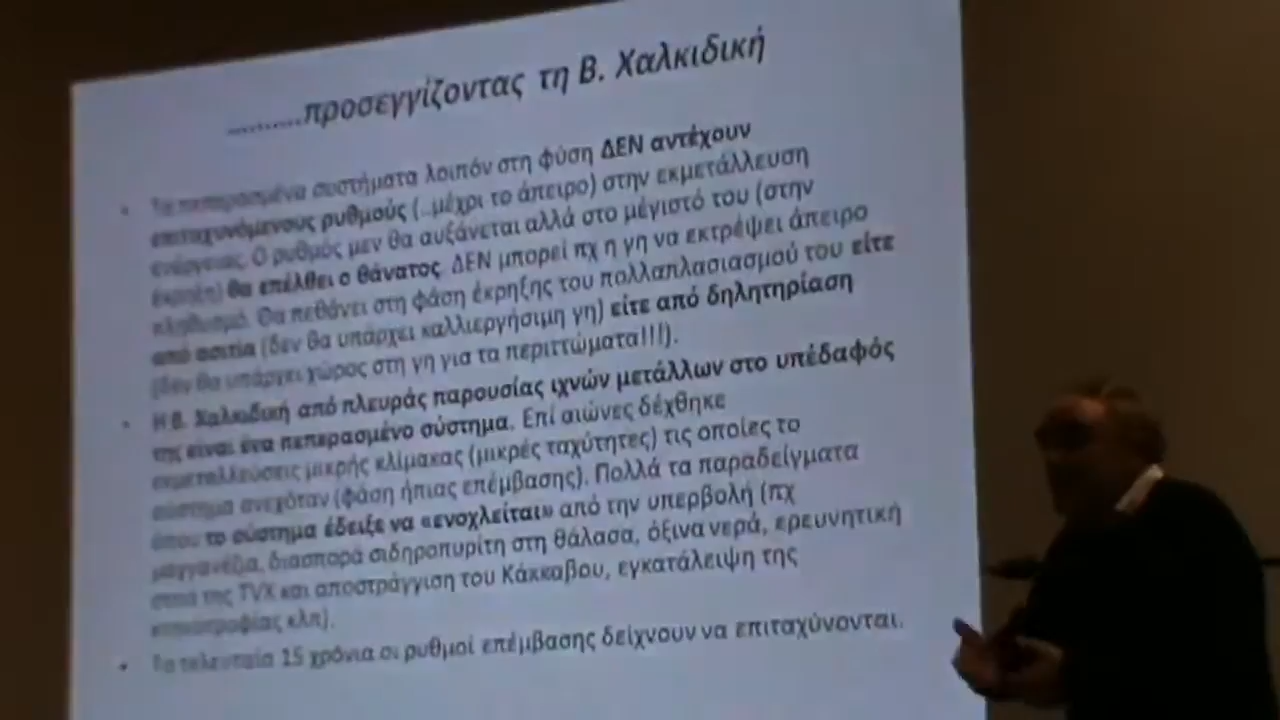 ..........προσεγγίζοντας τη Β. Χαλκιδική
• Τα πεπερασμένα συστήματα λοιπόν στη φύση ΔΕΝ αντέχουν
επιταχυνόμενους ρυθμούς (..μέχρι το άπειρο) στην εκμετάλλευση
ενέργειας. Ο ρυθμός μεν θα αυξάνεται αλλά στο μέγιστό του (στην
έκρηξη) θα επέλθει ο θάνατος. ΔΕΝ μπορεί πχ η γη να εκτρέψει άπειρο
πληθυσμό. Θα πεθάνει στη φάση έκρηξης του πολλαπλασιασμού του είτε
από ασιτία (δεν θα υπάρχει καλλιεργήσιμη γη) είτε από δηλητηρίαση
(δεν θα υπάρχει χώρος στη γη για τα περιττώματα!!!).
• Η Β. Χαλκιδική από πλευράς παρουσίας ιχνών μετάλλων στο υπέδαφός
της είναι ένα πεπερασμένο σύστημα. Επί αιώνες δέχθηκε
εκμεταλλεύσεις μικρής κλίμακας (μικρές ταχύτητες) τις οποίες το
σύστημα ανεχόταν (φάση ήπιας επέμβασης). Πολλά τα παραδείγματα
όπου το σύστημα έδειξε να «ενοχλείται» από την υπερβολή (πχ
μαγγανέζια, διασπορά σιδηροπυρίτη στη θάλασα, όξινα νερά, ερευνητική
στοά της TVX και αποστράγγιση του Κάκκαβου, εγκατάλειψη της
κτηνοτροφίας κλπ).
• Τα τελευταία 15 χρόνια οι ρυθμοί επέμβασης δείχνουν να επιταχύνονται.